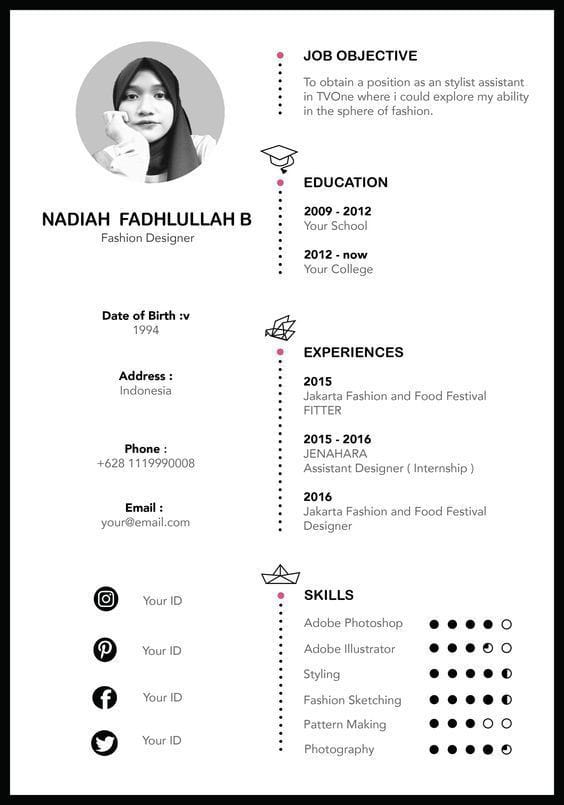 NADIAH FADHLULLAH B
Fashion Designer
Date of Birth :v
1994
Address :
Indonesia
Phone :
+628 1119990008
Email :
your@email.com
Your ID
Your ID
Your ID
Your ID
JOB OBJECTIVE
To obtain a position as an stylist assistant
in TVOne where i could explore my ability
in the sphere of fashion.
EDUCATION
2009 - 2012
Your School
2012 - now
Your College
EXPERIENCES
2015
Jakarta Fashion and Food Festival
FITTER
2015 - 2016
JENAHARA
Assistant Designer ( Internship )
2016
Jakarta Fashion and Food Festival
Designer
SKILLS
Adobe Photoshop
Adobe Illustrator
Styling
Fashion Sketching
Pattern Making
Photography